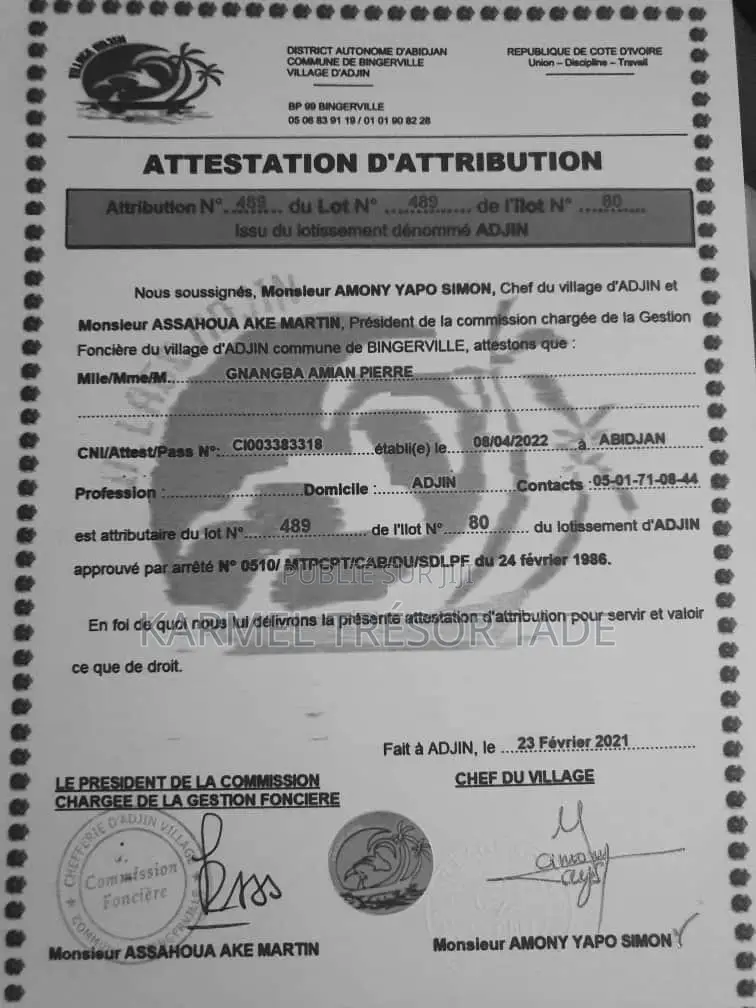 VILLAGE D'ADJIN
DISTRICT AUTONOME D'ABIDJAN
COMMUNE DE BINGERVILLE
VILLAGE D'ADJIN
BP 99 BINGERVILLE
05 06 83 91 19 / 01 01 90 82 28
REPUBLIQUE DE COTE D'IVOIRE
Union – Discipline – Travail
ATTESTATION D'ATTRIBUTION
Attribution N°..489.... du Lot N° ....489....... de l'îlot N° ....80......
Issu du lotissement dénommé ADJIN
Nous soussignés, Monsieur AMONY YAPO SIMON, Chef du village d'ADJIN et
Monsieur ASSAHOUA AKE MARTIN, Président de la commission chargée de la Gestion
Foncière du village d'ADJIN commune de BINGERVILLE, attestons que :
Mlle/Mme/M.......... GNANGBA AMIAN PIERRE
CNI/Attest/Pass N°: CI003383318 établi(e) le 08/04/2022 à ABIDJAN
Profession : Domicile : ADJIN Contacts : 05-01-71-08-44
est attributaire du lot N° 489 de l'îlot N° 80 du lotissement d'ADJIN
approuvé par arrêté N° 0510/ MTPCPT/CAB/DU/SDLPF du 24 février 1986.
PUBLIÉ SUR JIJI
KARMEL TRÉSOR TADE
En foi de quoi nous lui délivrons la présente attestation d'attribution pour servir et valoir
ce que de droit.
Fait à ADJIN, le ...23 Février 2021
LE PRESIDENT DE LA COMMISSION
CHARGEE DE LA GESTION FONCIERE
CHEF DU VILLAGE
CHEFFERIE D'ADJIN VILLAGE
Commission
Foncière
Monsieur ASSAHOUA AKE MARTIN
Monsieur AMONY YAPO SIMON